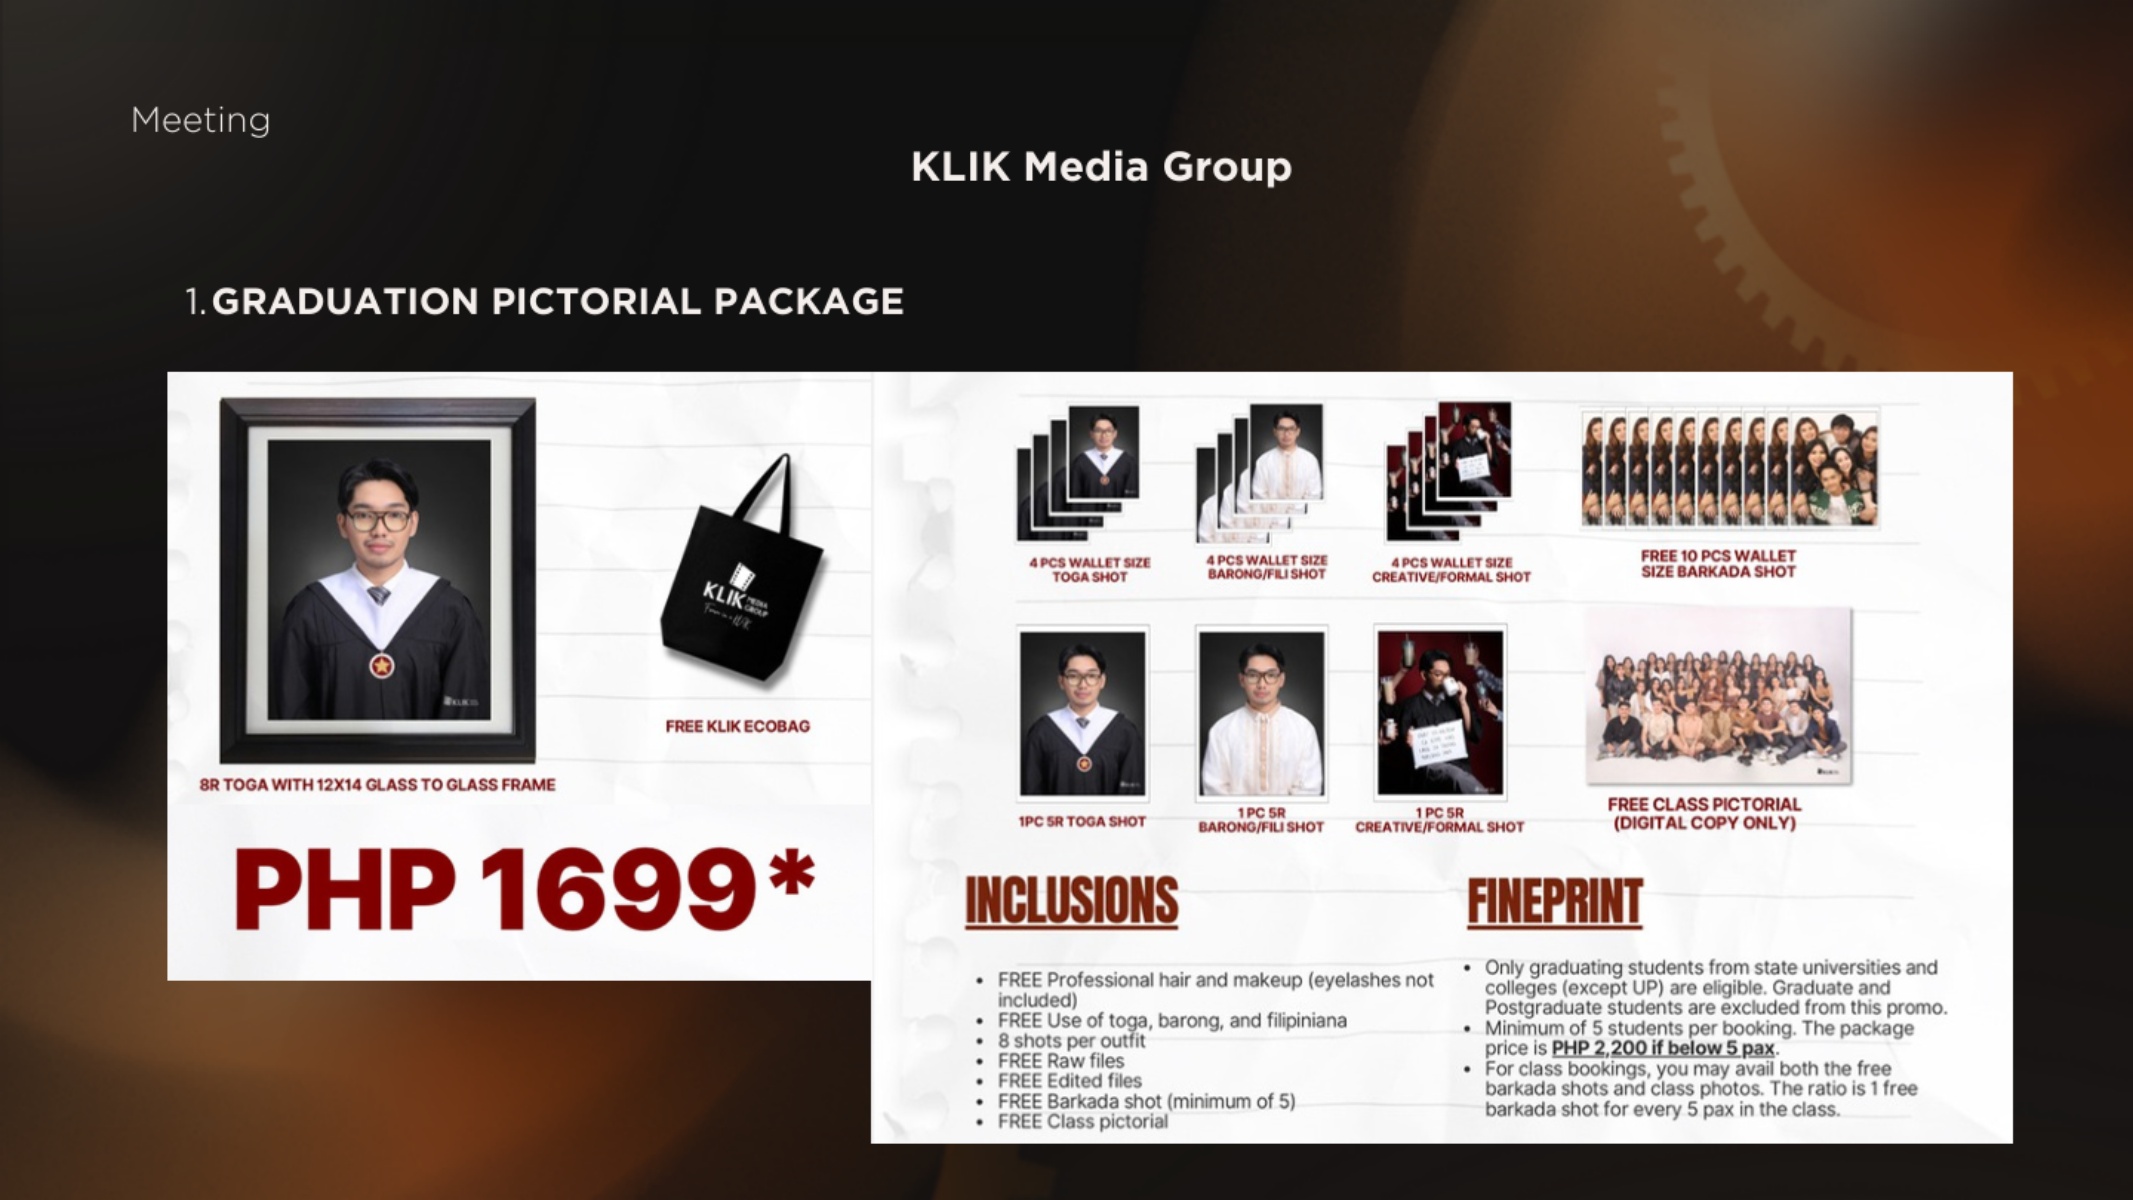 Meeting
KLIK Media Group
1. GRADUATION PICTORIAL PACKAGE
KLIK MEDIA
GROUP
FREE KLIK ECOBAG
8R TOGA WITH 12X14 GLASS TO GLASS FRAME
PHP 1699*
4 PCS WALLET SIZE
TOGA SHOT
4 PCS WALLET SIZE
BARONG/FILI SHOT
4 PCS WALLET SIZE
CREATIVE/FORMAL SHOT
FREE 10 PCS WALLET
SIZE BARKADA SHOT
1PC 5R TOGA SHOT
1 PC 5R
BARONG/FILI SHOT
1 PC 5R
CREATIVE/FORMAL SHOT
FREE CLASS PICTORIAL
(DIGITAL COPY ONLY)
INCLUSIONS
• FREE Professional hair and makeup (eyelashes not
included)
• FREE Use of toga, barong, and filipiniana
• 8 shots per outfit
• FREE Raw files
• FREE Edited files
• FREE Barkada shot (minimum of 5)
• FREE Class pictorial
FINEPRINT
• Only graduating students from state universities and
colleges (except UP) are eligible. Graduate and
Postgraduate students are excluded from this promo.
• Minimum of 5 students per booking. The package
price is PHP 2,200 if below 5 pax.
• For class bookings, you may avail both the free
barkada shots and class photos. The ratio is 1 free
barkada shot for every 5 pax in the class.